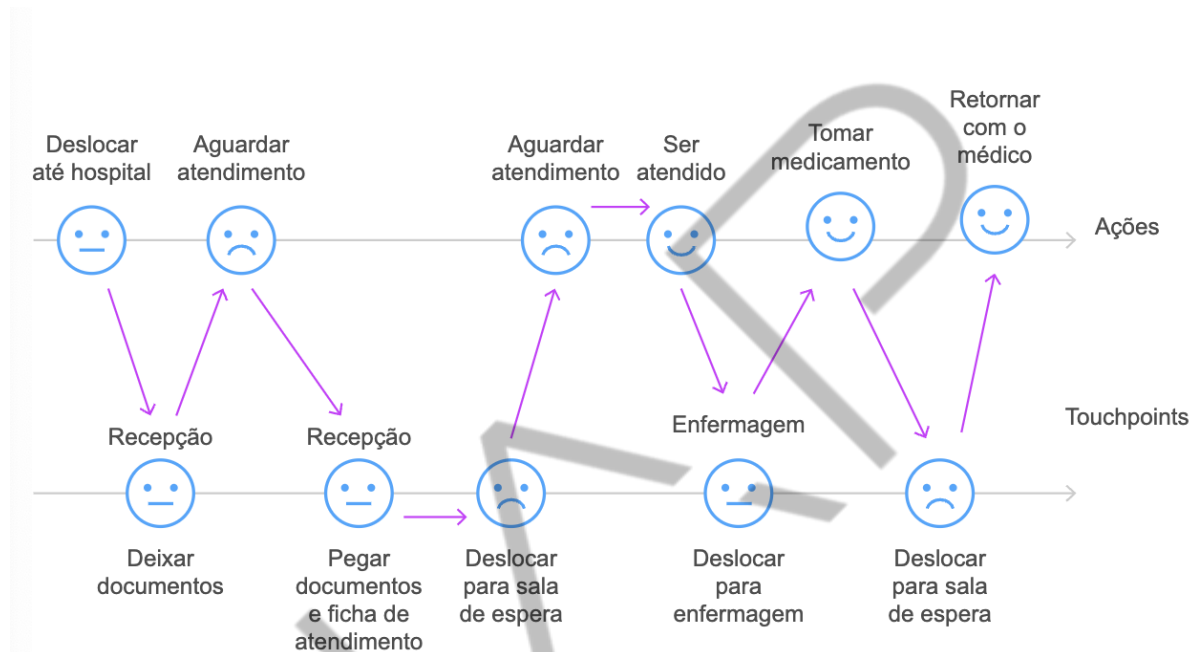 Deslocar
até hospital
Aguardar
atendimento
Aguardar
atendimento
Ser
atendido
Tomar
medicamento
Retornar
com o
médico
Ações
Recepção
Recepção
Enfermagem
Touchpoints
Deixar
documentos
Pegar
documentos
e ficha de
atendimento
Deslocar
para sala
de espera
Deslocar
para
enfermagem
Deslocar
para sala
de espera